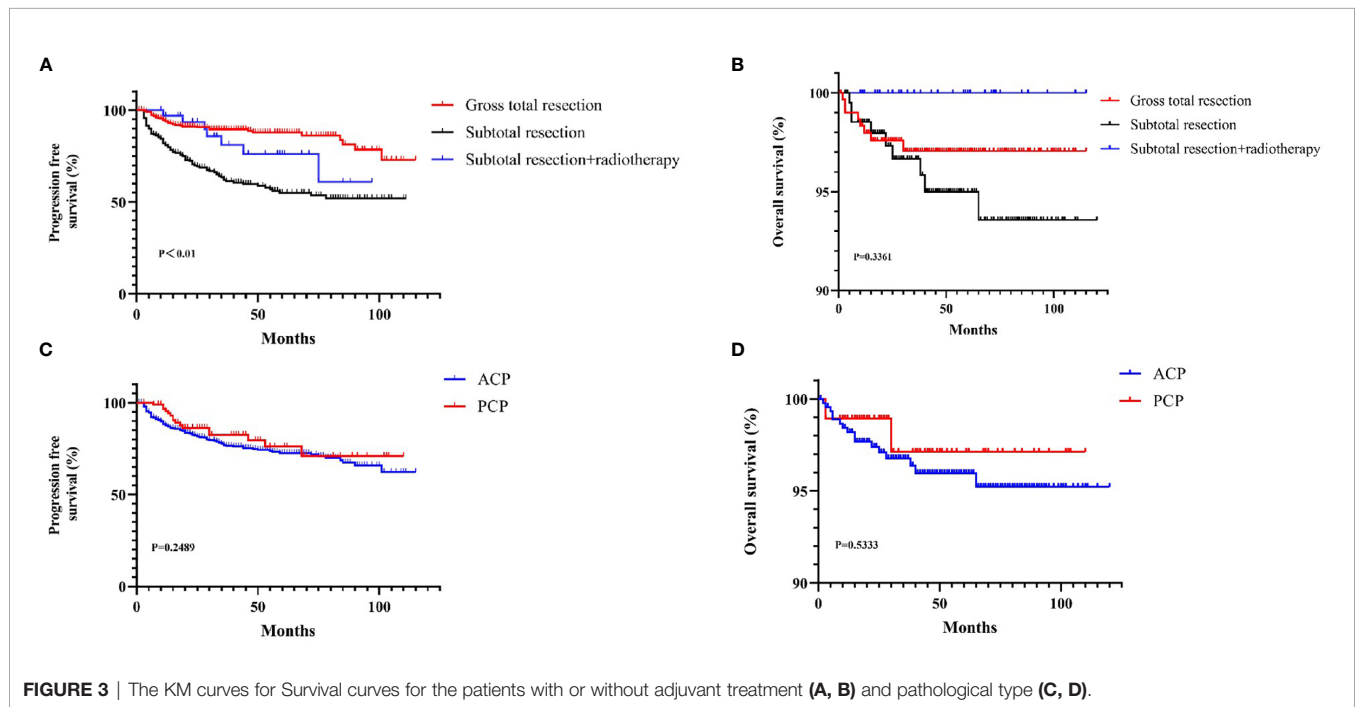 A
Progression free
survival (%)
100
50
0
0 50 100
Months
P<0.01
Gross total resection
Subtotal resection
Subtotal resection+radiotherapy
B
Overall survival (%)
100
95
90
0 50 100
Months
P=0.3361
Gross total resection
Subtotal resection
Subtotal resection+radiotherapy
C
Progression free
survival (%)
100
50
0
0 50 100
Months
P=0.2489
ACP
PCP
D
Overall survival (%)
100
95
90
0 50 100
Months
P=0.5333
ACP
PCP
FIGURE 3 | The KM curves for Survival curves for the patients with or without adjuvant treatment (A, B) and pathological type (C, D).